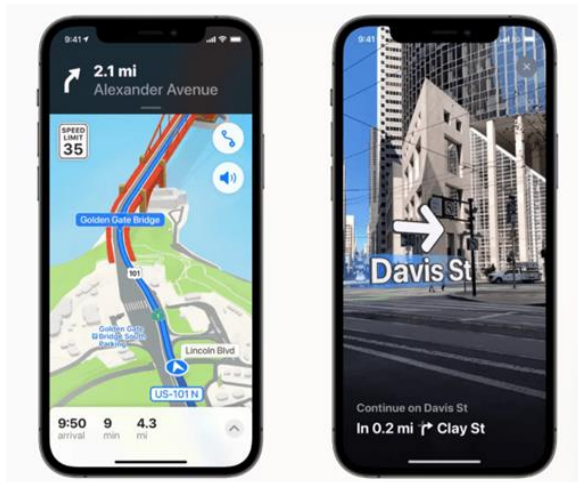 9:41
2.1 mi
Alexander Avenue
SPEED
LIMIT
35
Golden Gate Bridge
101
Golden Gate
Bridge South
Parking
Lincoln Blvd
US-101 N
9:50
arrival
9
min
4.3
mi
9:41
Davis St
Continue on Davis St
In 0.2 mi Clay St